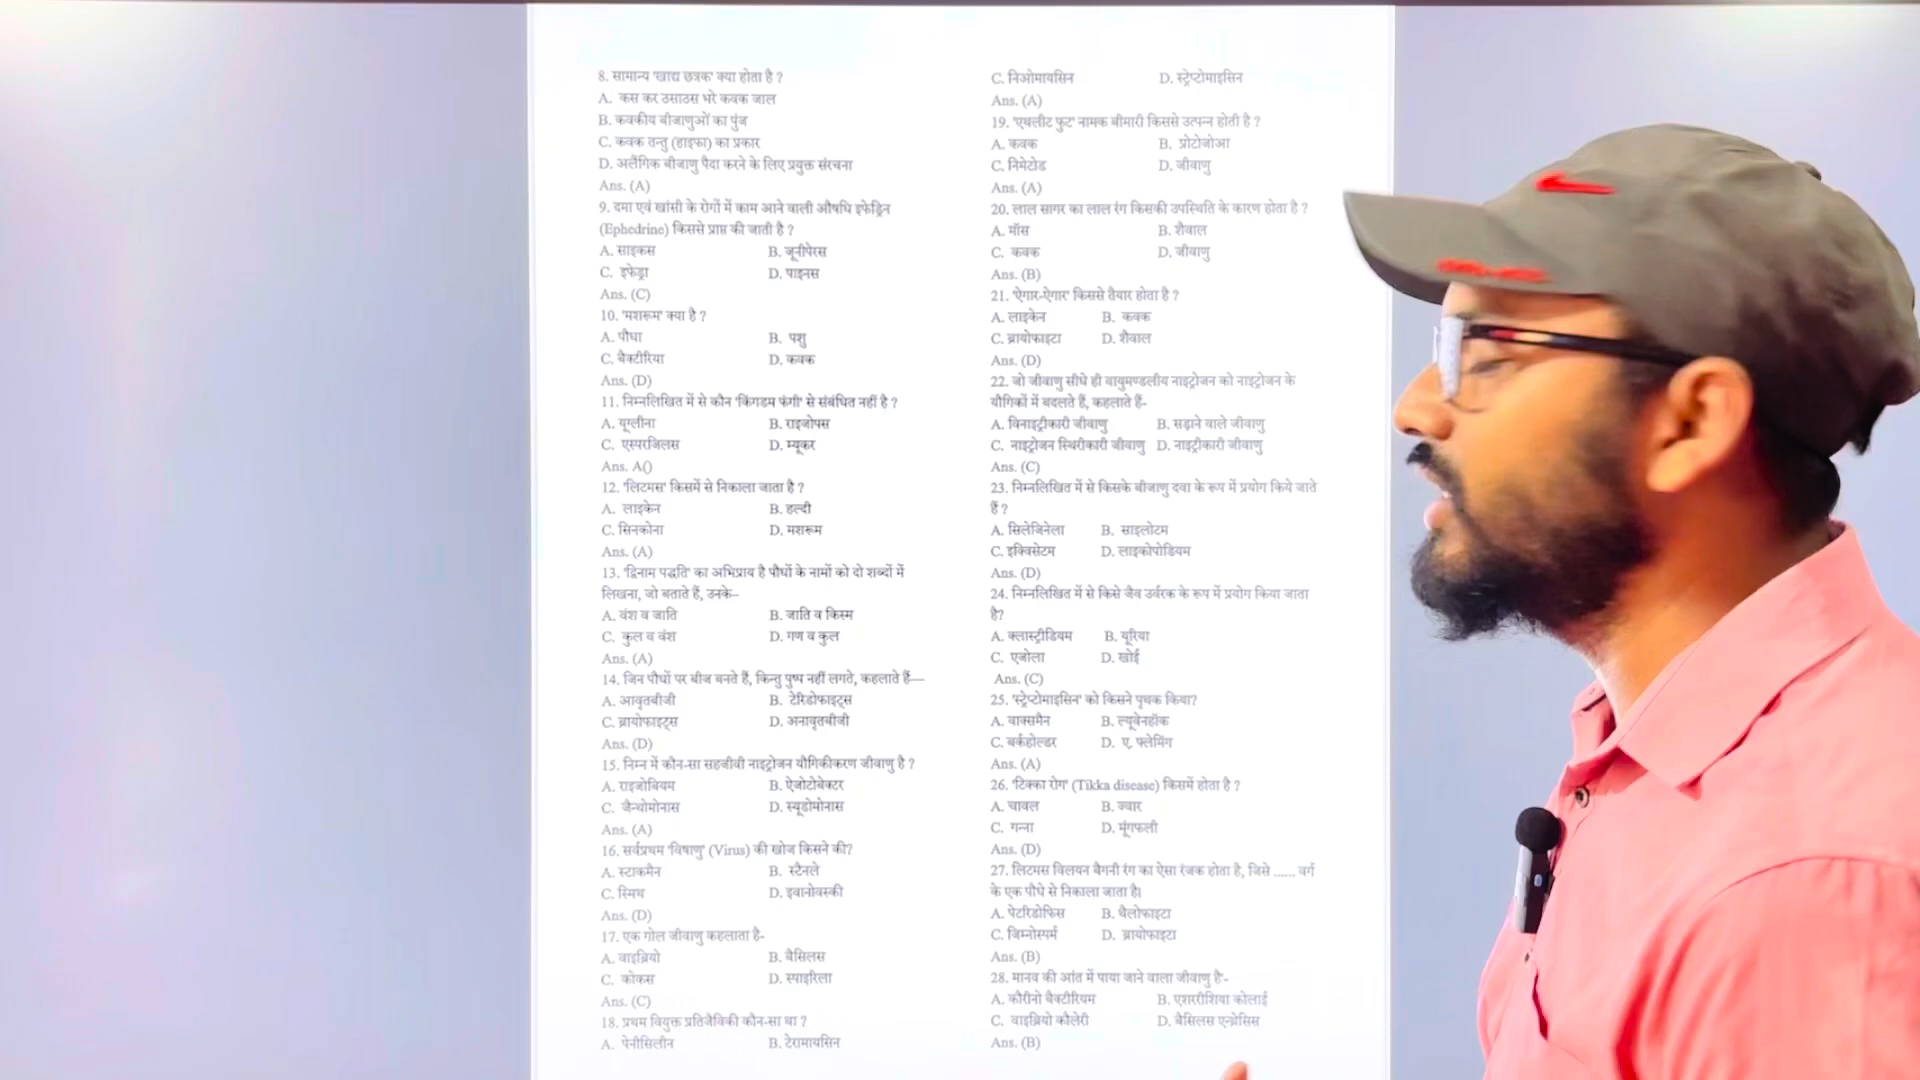 8. सामान्य 'खाद्य छत्रक' क्या होता है ?
A. कस कर ठसाठस भरे कवक जाल
B. कवकीय बीजाणुओं का पुंज
C. कवक तन्तु (हाइफा) का प्रकार
D. अलैंगिक बीजाणु पैदा करने के लिए प्रयुक्त संरचना
Ans. (A)
9. दमा एवं खांसी के रोगों में काम आने वाली औषधि इफेड्रिन
(Ephedrine) किससे प्राप्त की जाती है ?
A. साइकस B. जूनीपेरस
C. इफेड्रा D. पाइनस
Ans. (C)
10. 'मशरूम' क्या है ?
A. पौधा B. पशु
C. बैक्टीरिया D. कवक
Ans. (D)
11. निम्नलिखित में से कौन 'किंगडम फंगी' से संबंधित नहीं है ?
A. यूग्लीना B. राइजोपस
C. एस्परजिलस D. म्यूकर
Ans. A()
12. 'लिटमस' किसमें से निकाला जाता है ?
A. लाइकेन B. हल्दी
C. सिनकोना D. मशरूम
Ans. (A)
13. 'द्विनाम पद्धति' का अभिप्राय है पौधों के नामों को दो शब्दों में
लिखना, जो बताते हैं, उनके–
A. वंश व जाति B. जाति व किस्म
C. कुल व वंश D. गण व कुल
Ans. (A)
14. जिन पौधों पर बीज बनते हैं, किन्तु पुष्प नहीं लगते, कहलाते हैं—
A. आवृतबीजी B. टेरिडोफाइट्स
C. ब्रायोफाइट्स D. अनावृतबीजी
Ans. (D)
15. निम्न में कौन-सा सहजीवी नाइट्रोजन यौगिकीकरण जीवाणु है ?
A. राइजोबियम B. ऐजोटोबेक्टर
C. जैन्थोमोनास D. स्यूडोमोनास
Ans. (A)
16. सर्वप्रथम 'विषाणु' (Virus) की खोज किसने की?
A. स्टाकमैन B. स्टैनले
C. स्मिथ D. इवानोवस्की
Ans. (D)
17. एक गोल जीवाणु कहलाता है-
A. वाइब्रियो B. बैसिलस
C. कोकस D. स्पाइरिला
Ans. (C)
18. प्रथम वियुक्त प्रतिजैविकी कौन-सा था ?
A. पेनीसिलीन B. टेरामायसिन
C. निओमायसिन D. स्ट्रेप्टोमाइसिन
Ans. (A)
19. 'एथलीट फुट' नामक बीमारी किससे उत्पन्न होती है ?
A. कवक B. प्रोटोजोआ
C. निमेटोड D. जीवाणु
Ans. (A)
20. लाल सागर का लाल रंग किसकी उपस्थिति के कारण होता है ?
A. मॉस B. शैवाल
C. कवक D. जीवाणु
Ans. (B)
21. 'ऐगार-ऐगार' किससे तैयार होता है ?
A. लाइकेन B. कवक
C. ब्रायोफाइटा D. शैवाल
Ans. (D)
22. जो जीवाणु सीधे ही वायुमण्डलीय नाइट्रोजन को नाइट्रोजन के
यौगिकों में बदलते हैं, कहलाते हैं-
A. विनाइट्रीकारी जीवाणु B. सड़ाने वाले जीवाणु
C. नाइट्रोजन स्थिरीकारी जीवाणु D. नाइट्रीकारी जीवाणु
Ans. (C)
23. निम्नलिखित में से किसके बीजाणु दवा के रूप में प्रयोग किये जाते
हैं ?
A. सिलेजिनेला B. साइलोटम
C. इक्विसेटम D. लाइकोपोडियम
Ans. (D)
24. निम्नलिखित में से किसे जैव उर्वरक के रूप में प्रयोग किया जाता
है?
A. क्लास्ट्रीडियम B. यूरिया
C. एजोला D. खोई
Ans. (C)
25. 'स्ट्रेप्टोमाइसिन' को किसने पृथक किया?
A. वाक्समैन B. ल्यूवेनहॉक
C. बर्कहोल्डर D. ए. फ्लेमिंग
Ans. (A)
26. 'टिक्का रोग' (Tikka disease) किसमें होता है ?
A. चावल B. ज्वार
C. गन्ना D. मूंगफली
Ans. (D)
27. लिटमस विलयन बैगनी रंग का ऐसा रंजक होता है, जिसे ...... वर्ग
के एक पौधे से निकाला जाता है।
A. पेटरिडोफिस B. थैलोफाइटा
C. जिम्नोस्पर्म D. ब्रायोफाइटा
Ans. (B)
28. मानव की आंत में पाया जाने वाला जीवाणु है'-
A. कौरीनो बैक्टीरियम B. एशररीशिया कोलाई
C. वाइब्रियो कौलेरी D. बैसिलस एन्थ्रेसिस
Ans. (B)